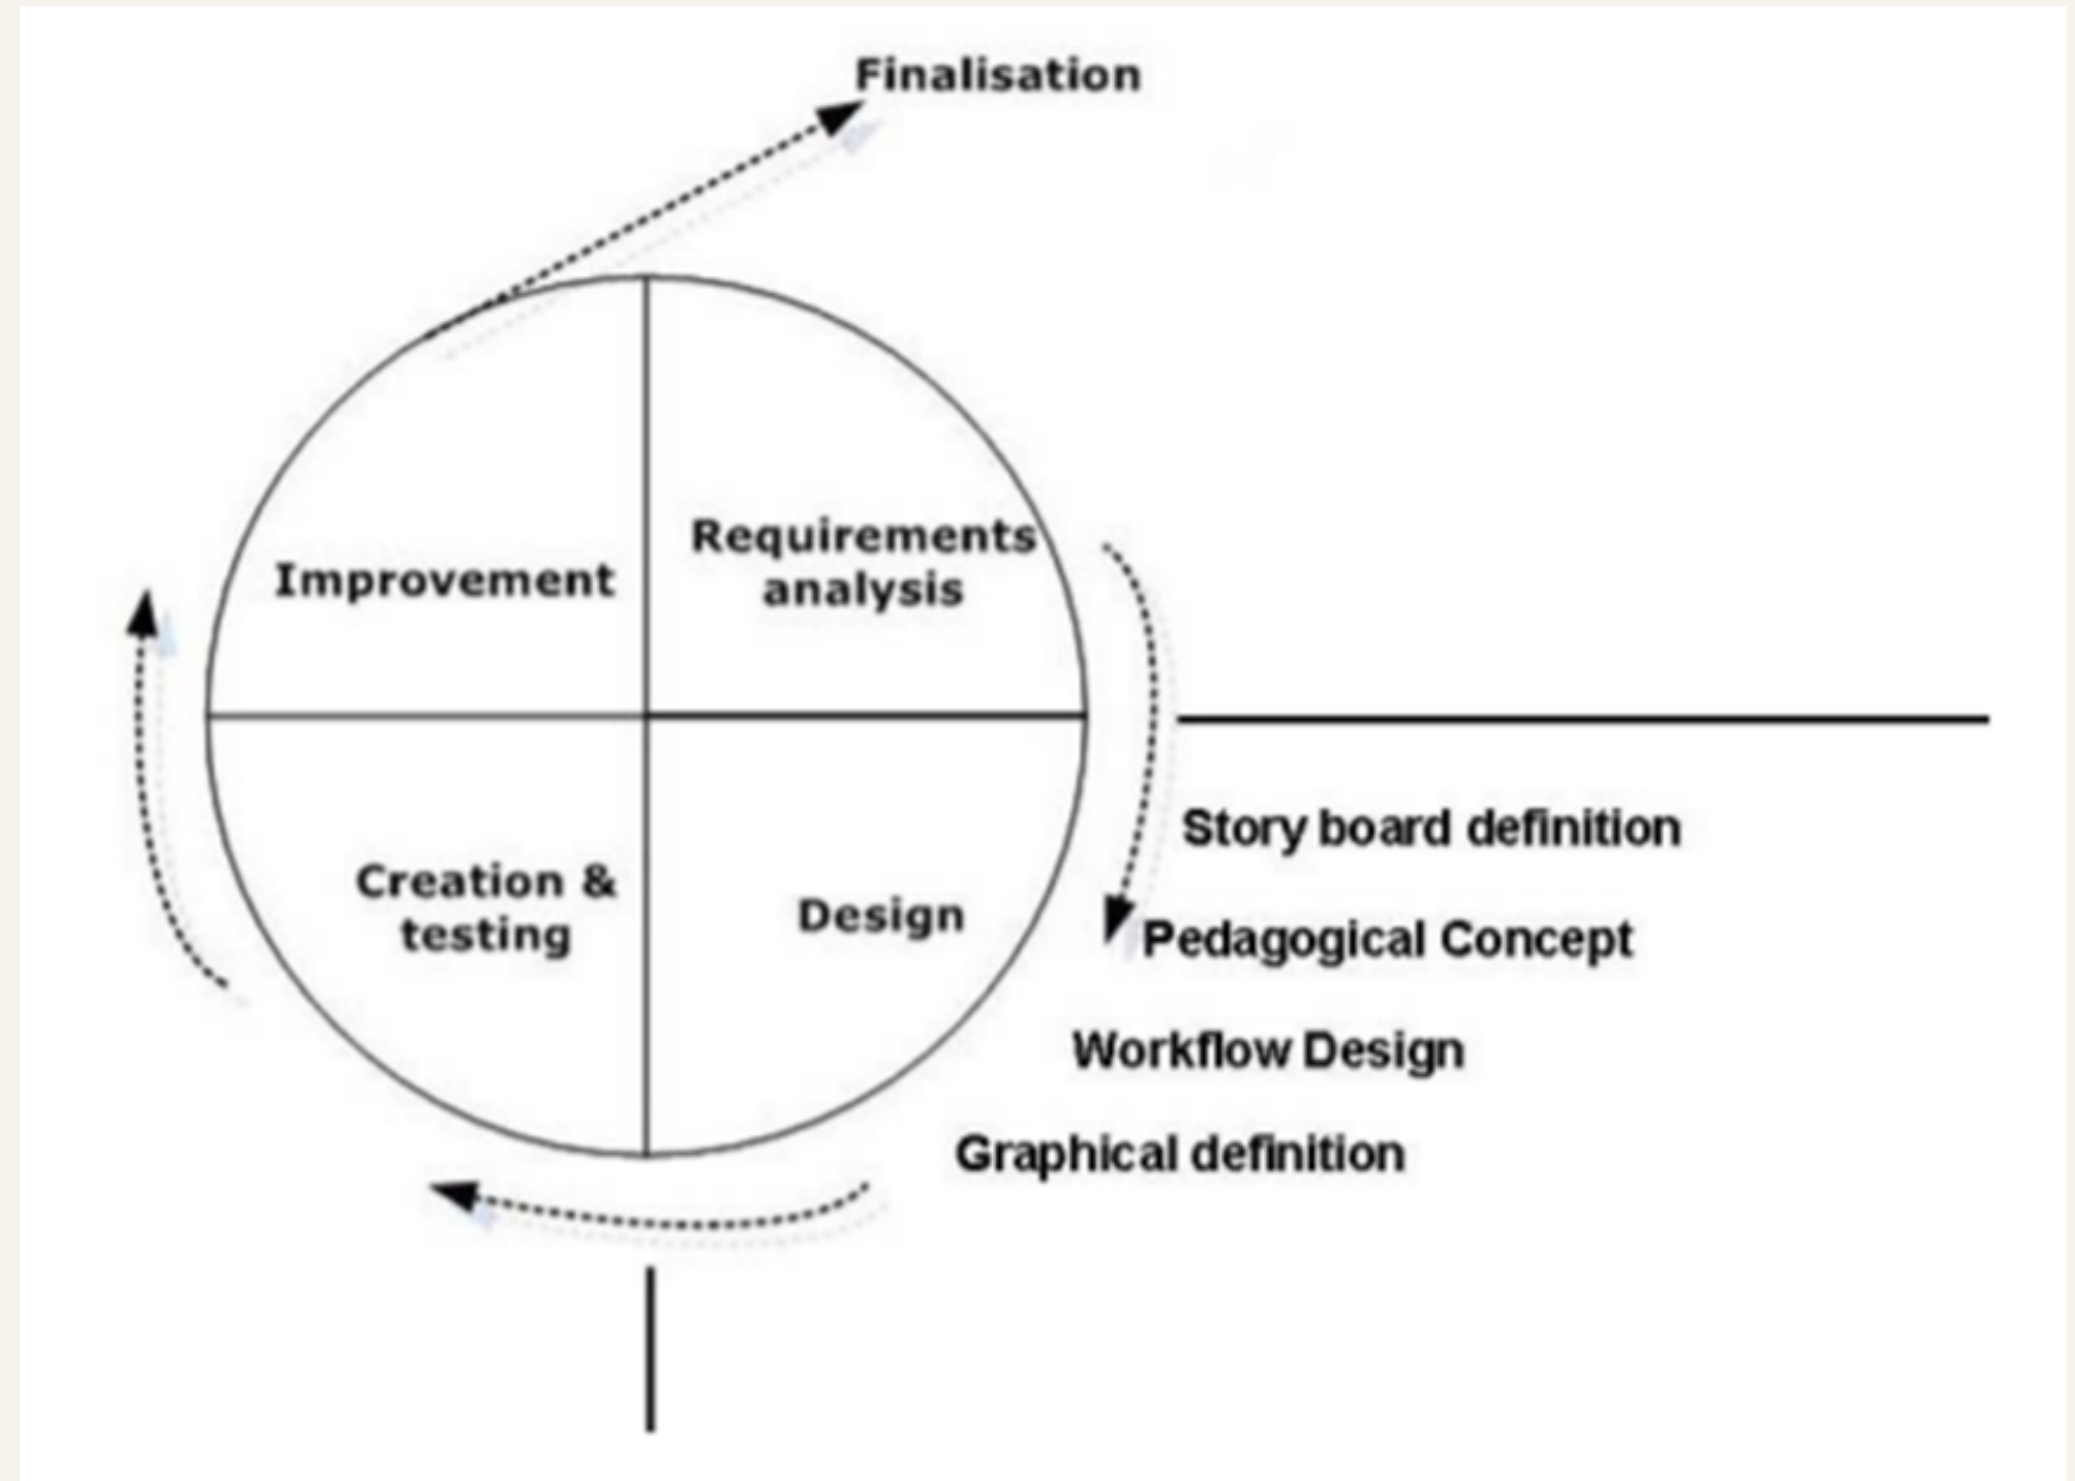 Finalisation
Requirements
analysis
Improvement
Story board definition
Creation &
testing
Design
Pedagogical Concept
Workflow Design
Graphical definition